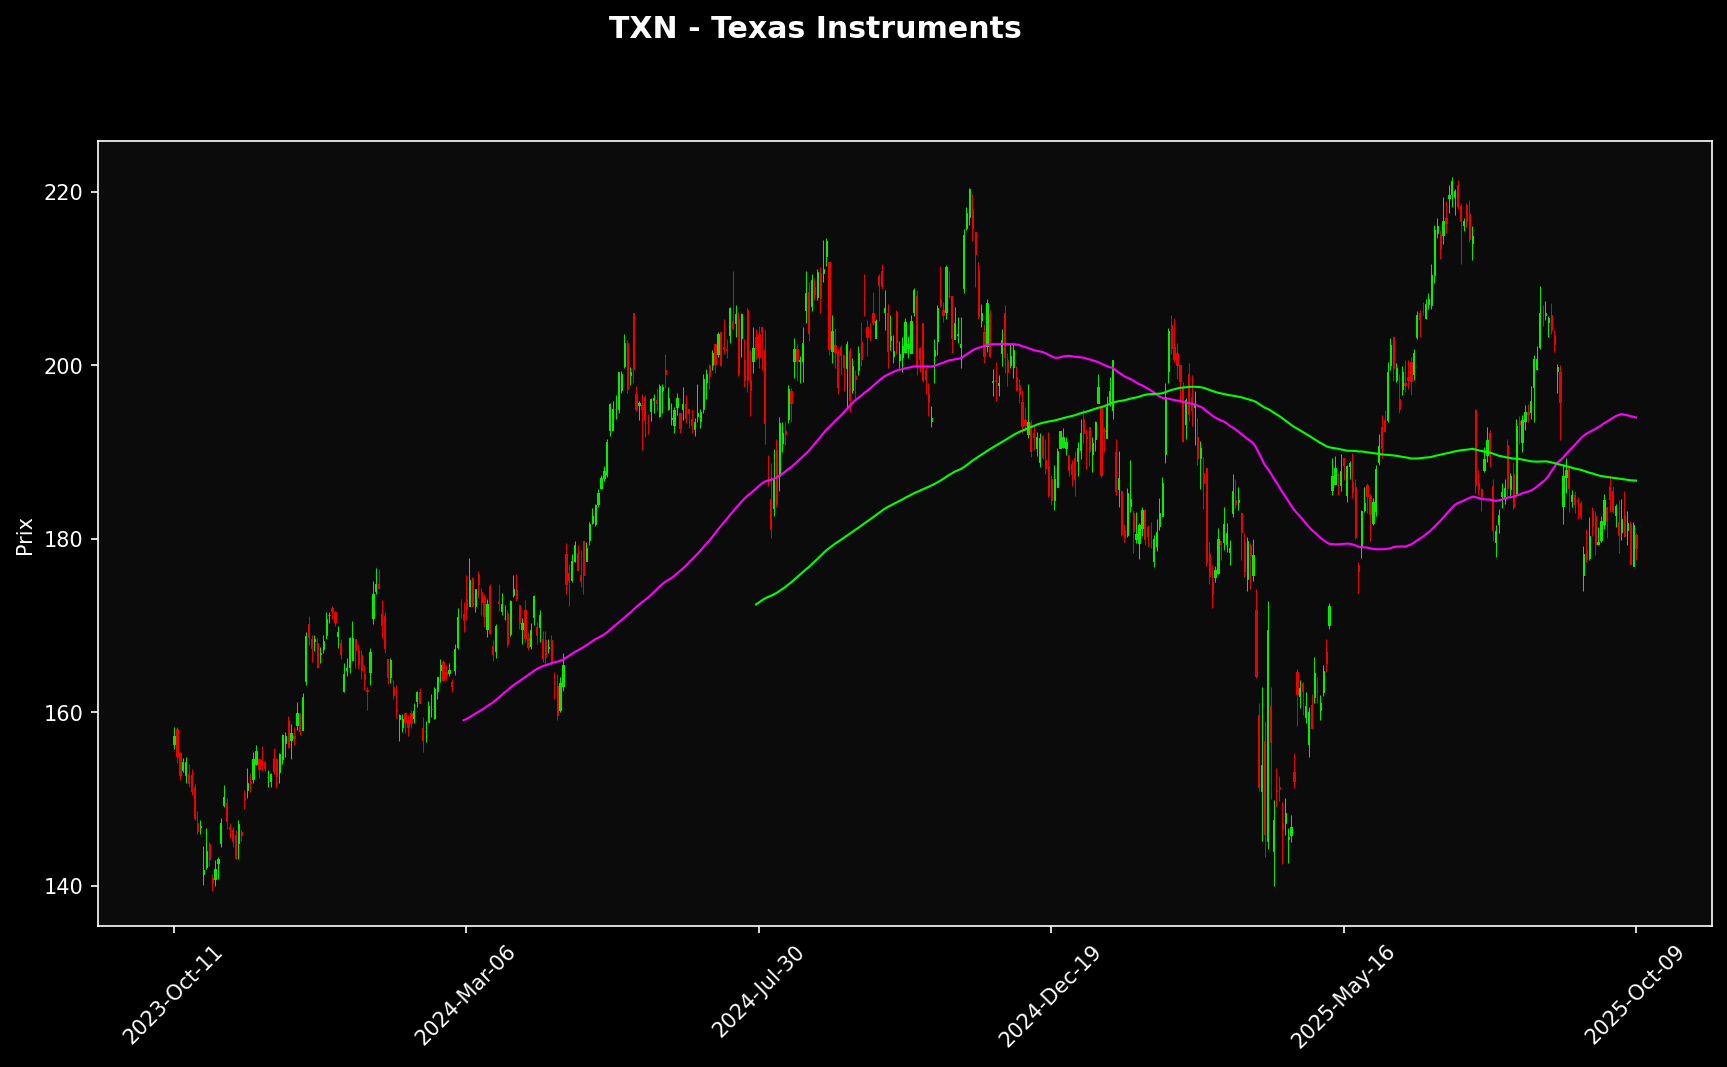 TXN - Texas Instruments
Prix
220
200
180
160
140
2023-Oct-11
2024-Mar-06
2024-Jul-30
2024-Dec-19
2025-May-16
2025-Oct-09